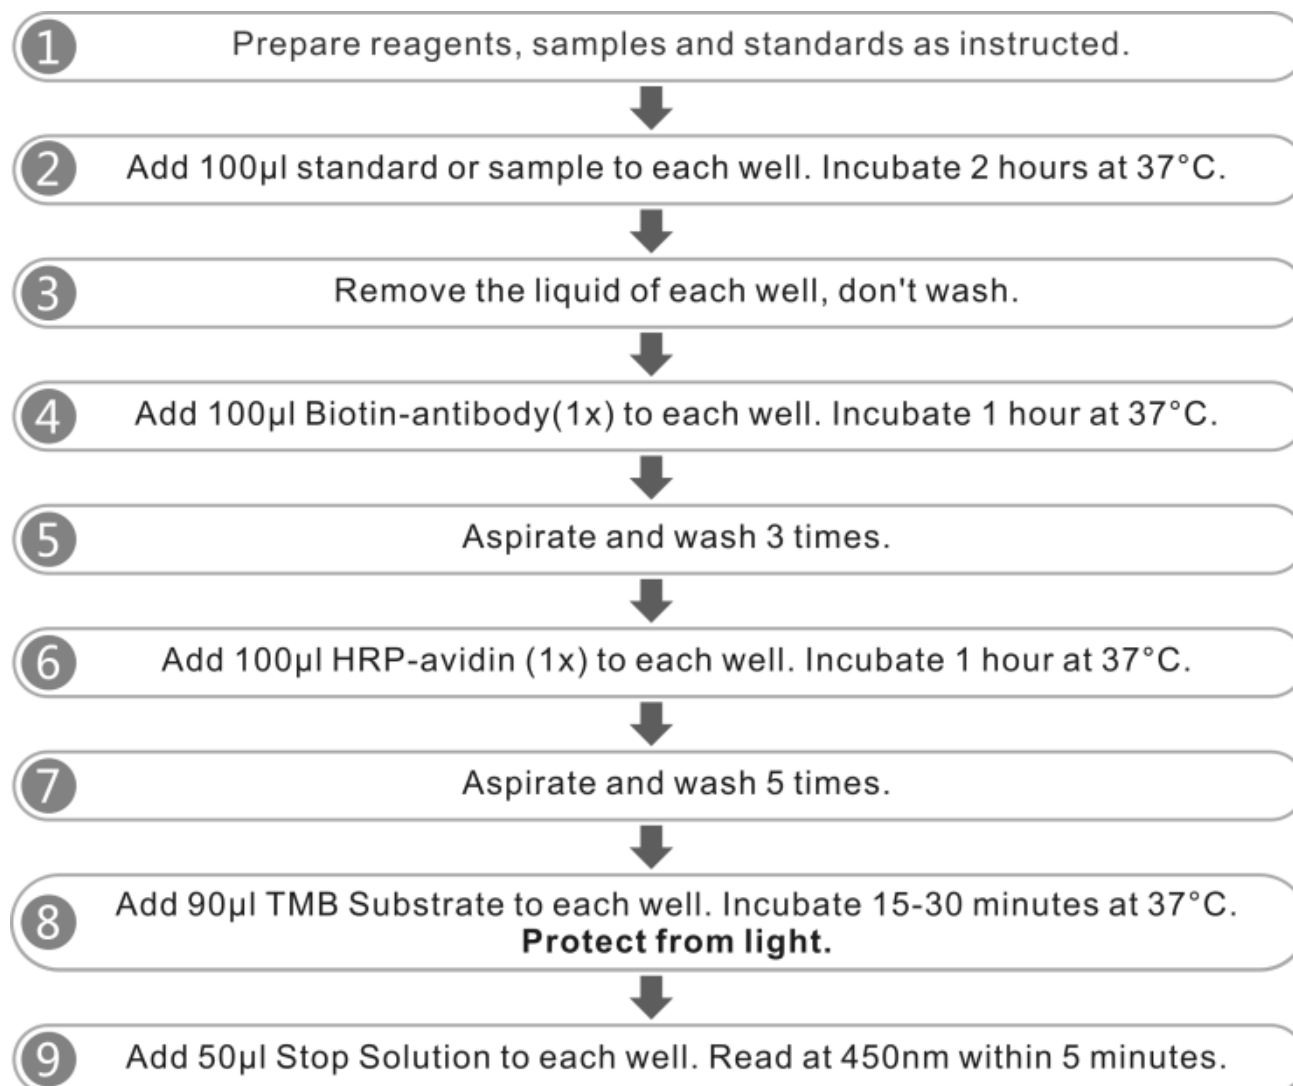 1 Prepare reagents, samples and standards as instructed.
2 Add 100µl standard or sample to each well. Incubate 2 hours at 37°C.
3 Remove the liquid of each well, don't wash.
4 Add 100µl Biotin-antibody(1x) to each well. Incubate 1 hour at 37°C.
5 Aspirate and wash 3 times.
6 Add 100µl HRP-avidin (1x) to each well. Incubate 1 hour at 37°C.
7 Aspirate and wash 5 times.
8 Add 90µl TMB Substrate to each well. Incubate 15-30 minutes at 37°C.
Protect from light.
9 Add 50µl Stop Solution to each well. Read at 450nm within 5 minutes.